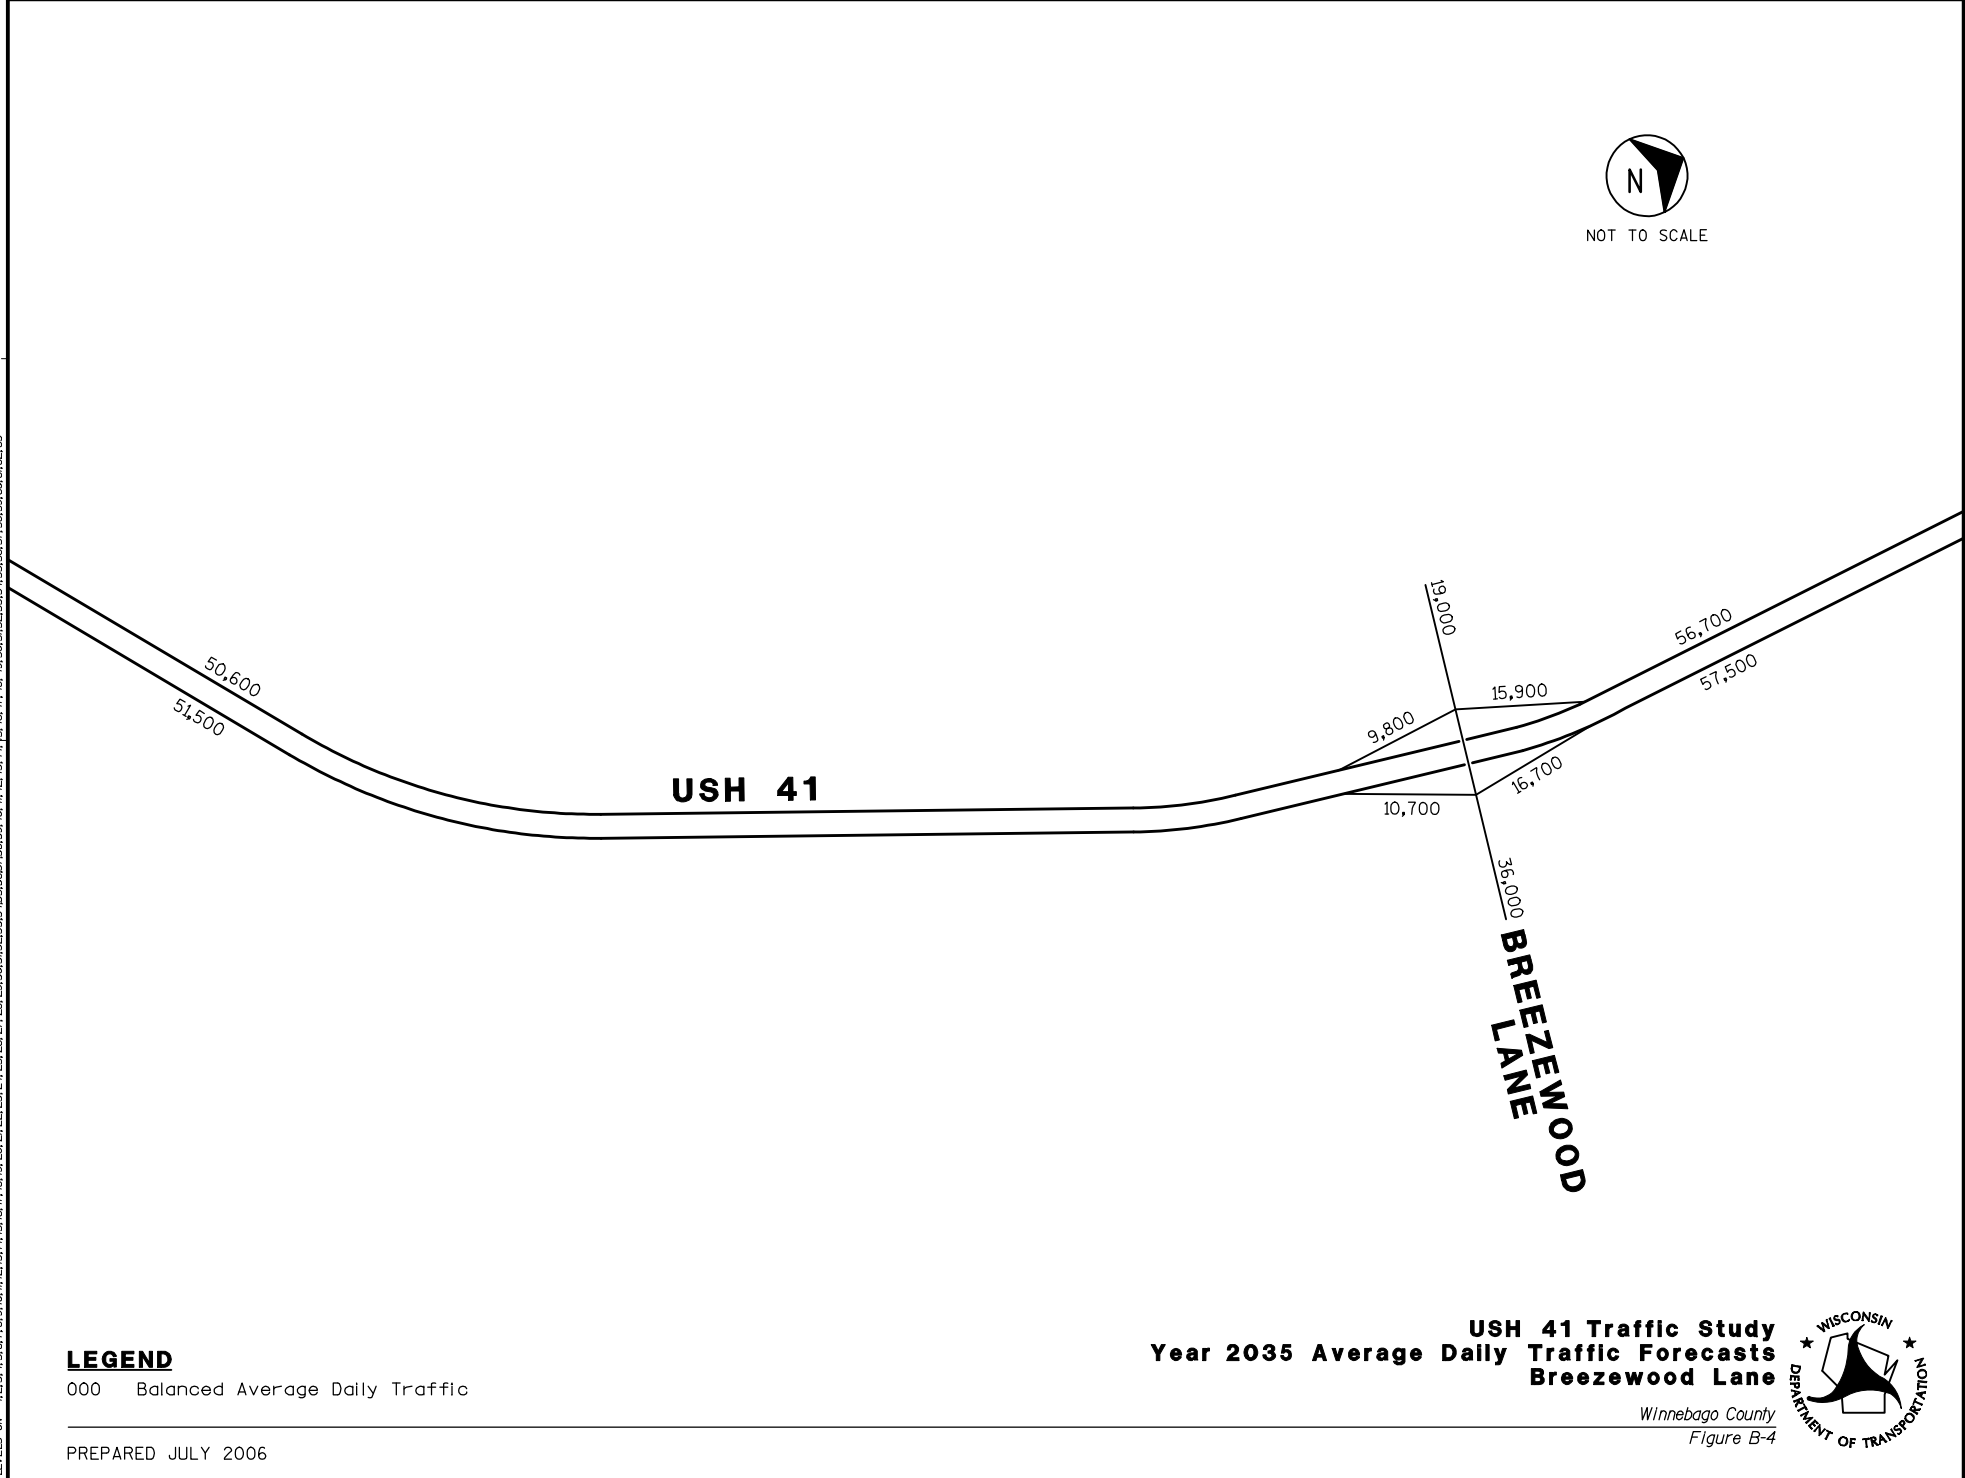 N
NOT TO SCALE
19,000
56,700
57,500
50,600
51,500
15,900
9,800
USH 41
16,700
10,700
36,000
BREEZEWOOD
LANE
USH 41 Traffic Study
Year 2035 Average Daily Traffic Forecasts
Breezewood Lane
Winnebago County
Figure B-4
WISCONSIN
DEPARTMENT OF TRANSPORTATION
LEGEND
000 Balanced Average Daily Traffic
PREPARED JULY 2006